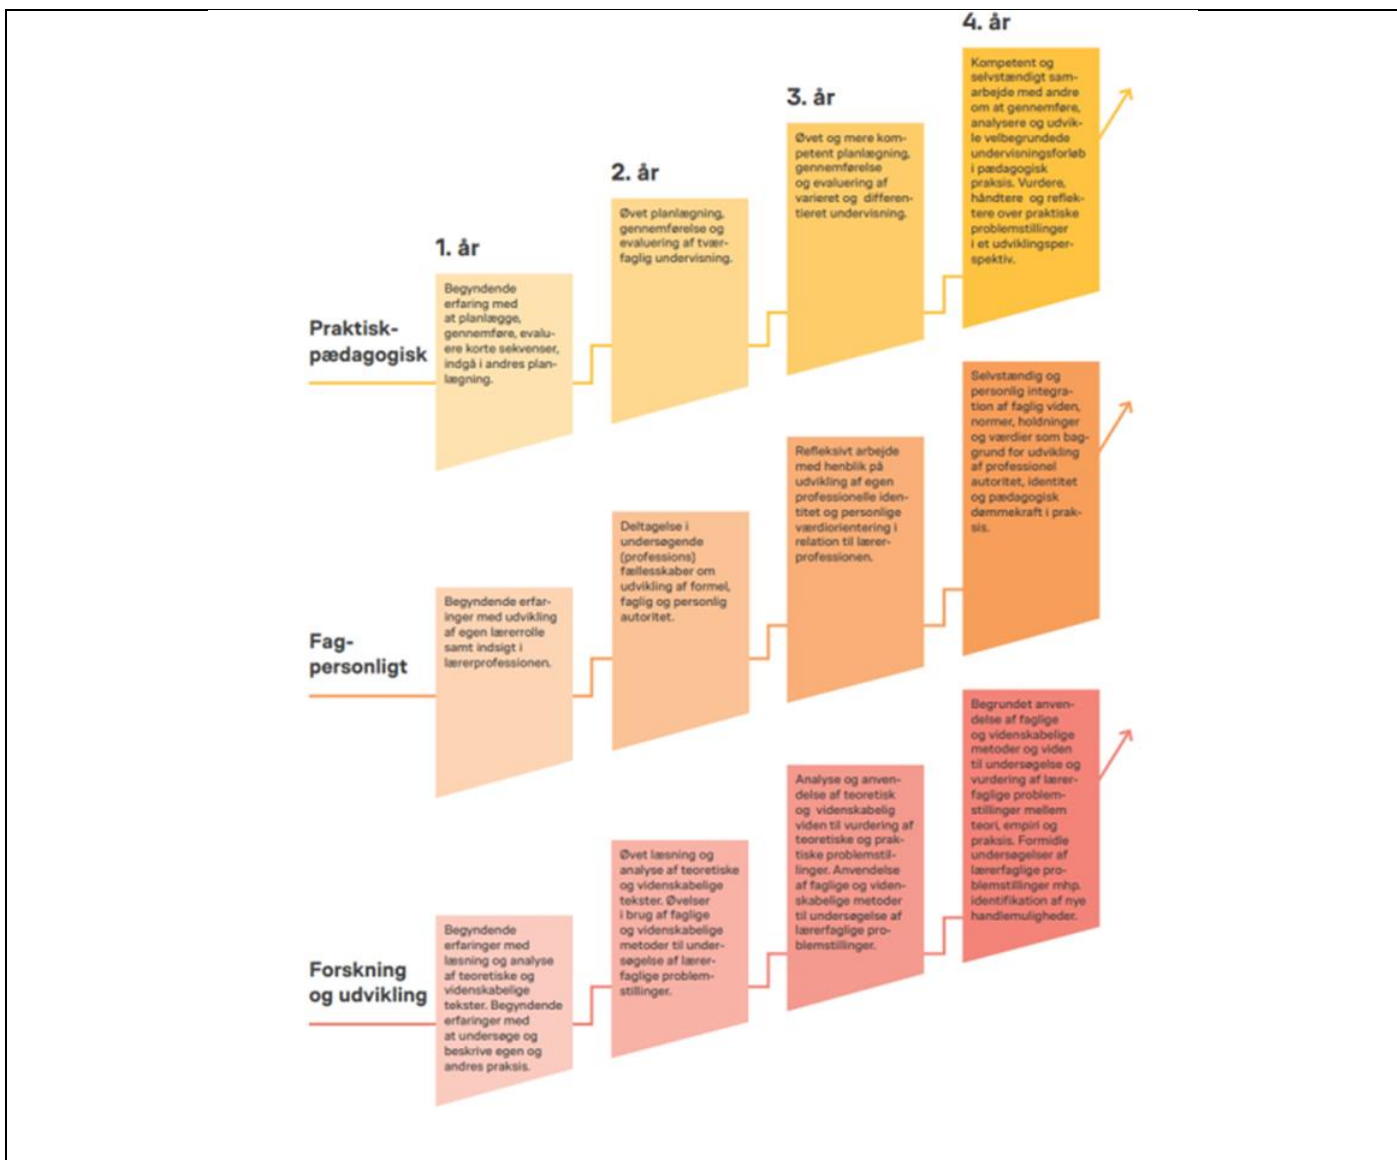 1. år
2. år
3. år
4. år
Praktisk-
pædagogisk
Begyndende
erfaring med
at planlægge,
gennemføre, evalu-
ere korte sekvenser,
indgå i andres plan-
lægning.
Øvet planlægning,
gennemførelse og
evaluering af tvær-
faglig undervisning.
Øvet og mere kom-
petent planlægning,
gennemførelse
og evaluering af
varieret og differen-
tieret undervisning.
Kompetent og
selvstændigt sam-
arbejde med andre
om at gennemføre,
analysere og udvik-
le velbegrundede
undervisningsforløb
i pædagogisk
praksis. Vurdere,
håndtere og reflek-
tere over praktiske
problemstillinger
i et udviklingsper-
spektiv.
Fag-
personligt
Begyndende erfar-
inger med udvikling
af egen lærerrolle
samt indsigt i
lærerprofessionen.
Deltagelse i
undersøgende
(professions)
fællesskaber om
udvikling af formel,
faglig og personlig
autoritet.
Refleksivt arbejde
med henblik på
udvikling af egen
professionelle iden-
titet og personlige
værdiorientering i
relation til lærer-
professionen.
Selvstændig og
personlig integra-
tion af faglig viden,
normer, holdninger
og værdier som bag-
grund for udvikling
af professionel
autoritet, identitet
og pædagogisk
dømmekraft i prak-
sis.
Forskning
og udvikling
Begyndende
erfaringer med
læsning og analyse
af teoretiske og
videnskabelige
tekster. Begyndende
erfaringer med
at undersøge og
beskrive egen og
andres praksis.
Øvet læsning og
analyse af teoretiske
og videnskabelige
tekster. Øvelser
i brug af faglige
og videnskabelige
metoder til under-
søgelse af lærer-
faglige problem-
stillinger.
Analyse og anven-
delse af teoretisk
og videnskabelig
viden til vurdering af
teoretiske og prak-
tiske problemstil-
linger. Anvendelse
af faglige og viden-
skabelige metoder
til undersøgelse af
lærerfaglige pro-
blemstillinger.
Begrundet anven-
delse af faglige
og videnskabelige
metoder og viden
til undersøgelse og
vurdering af lærer-
faglige problem-
stillinger mellem
teori, empiri og
praksis. Formidle
undersøgelser af
lærerfaglige pro-
blemstillinger mhp.
identifikation af nye
handlemuligheder.